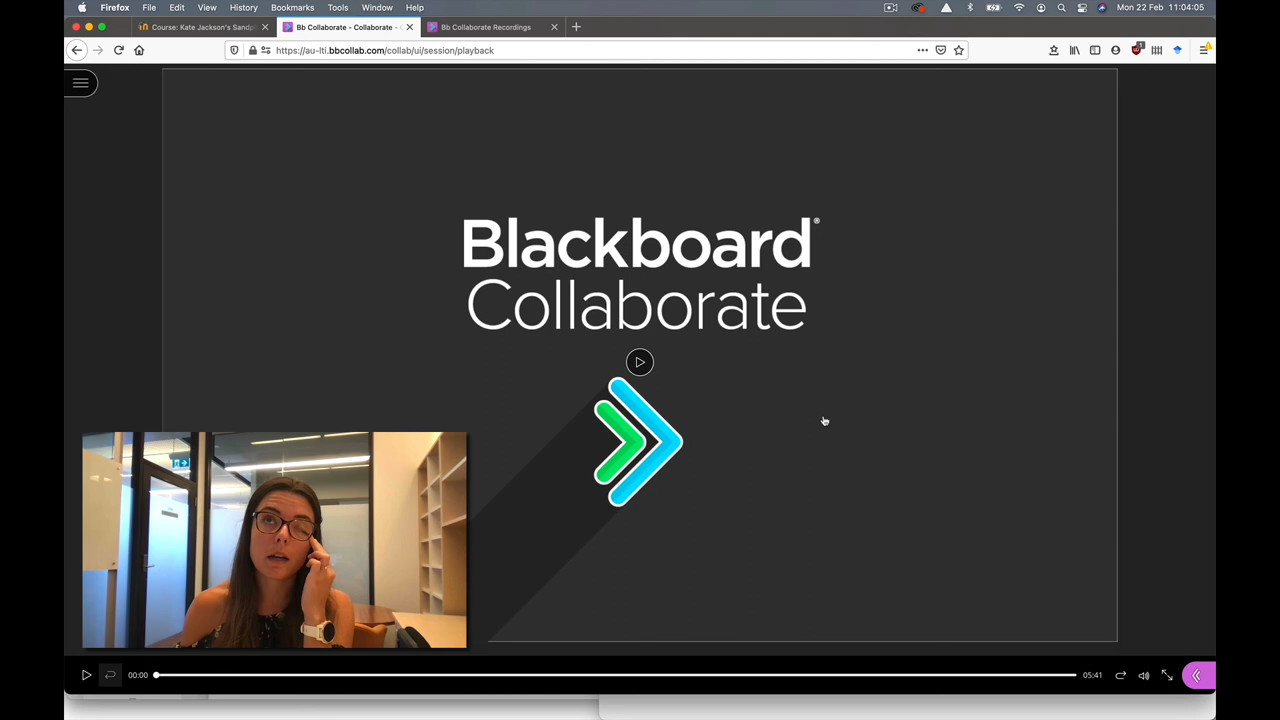 Firefox File Edit View History Bookmarks Tools Window Help Mon 22 Feb 11:04:05
Course: Kate Jackson's Sandp Bb Collaborate - Collaborate - Bb Collaborate Recordings
https://au-lti.bbcollab.com/collab/ui/session/playback
Blackboard®
Collaborate
00:00 05:41